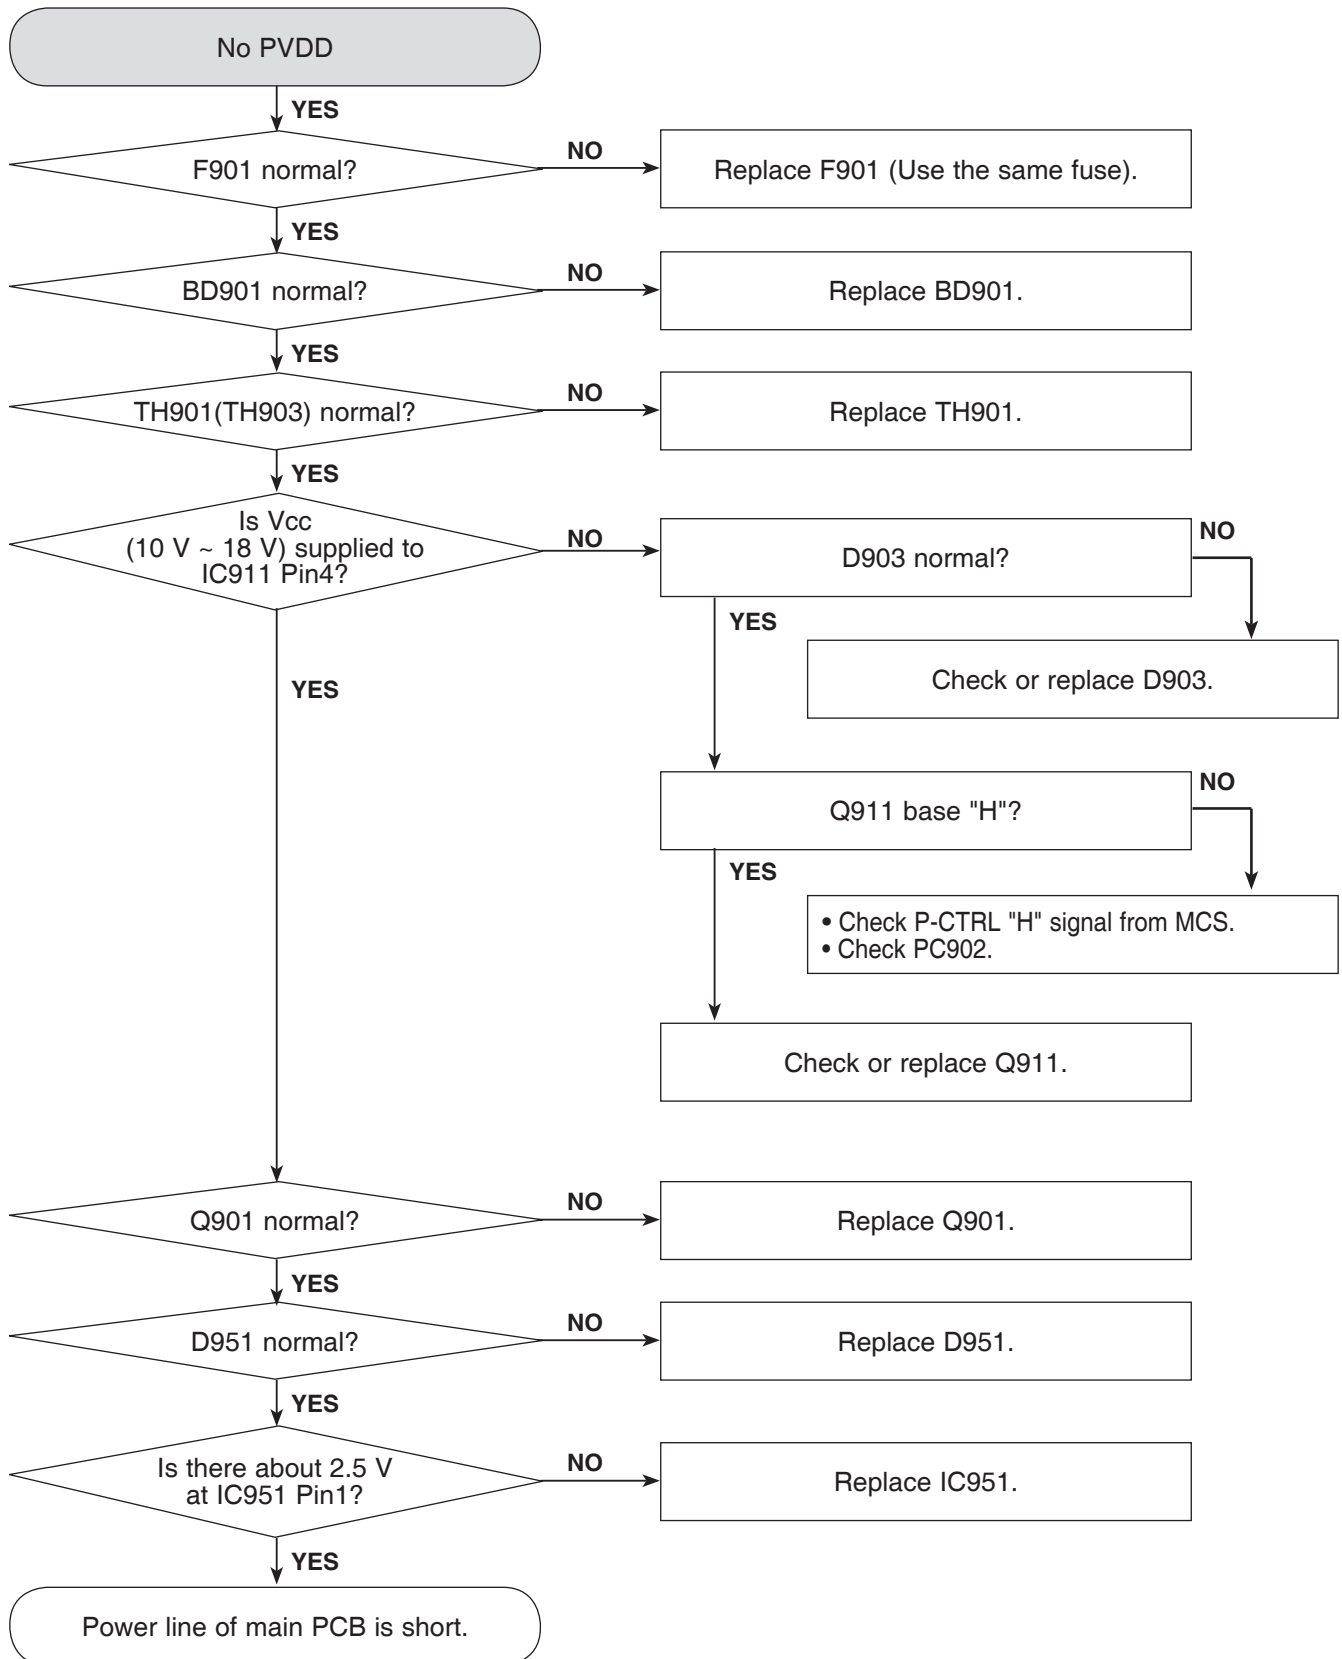 No PVDD
YES
F901 normal?
NO
Replace F901 (Use the same fuse).
YES
BD901 normal?
NO
Replace BD901.
YES
TH901(TH903) normal?
NO
Replace TH901.
YES
Is Vcc
(10 V ~ 18 V) supplied to
IC911 Pin4?
NO
D903 normal?
NO
YES
Check or replace D903.
YES
Q911 base "H"?
NO
YES
• Check P-CTRL "H" signal from MCS.
• Check PC902.
Check or replace Q911.
Q901 normal?
NO
Replace Q901.
YES
D951 normal?
NO
Replace D951.
YES
Is there about 2.5 V
at IC951 Pin1?
NO
Replace IC951.
YES
Power line of main PCB is short.